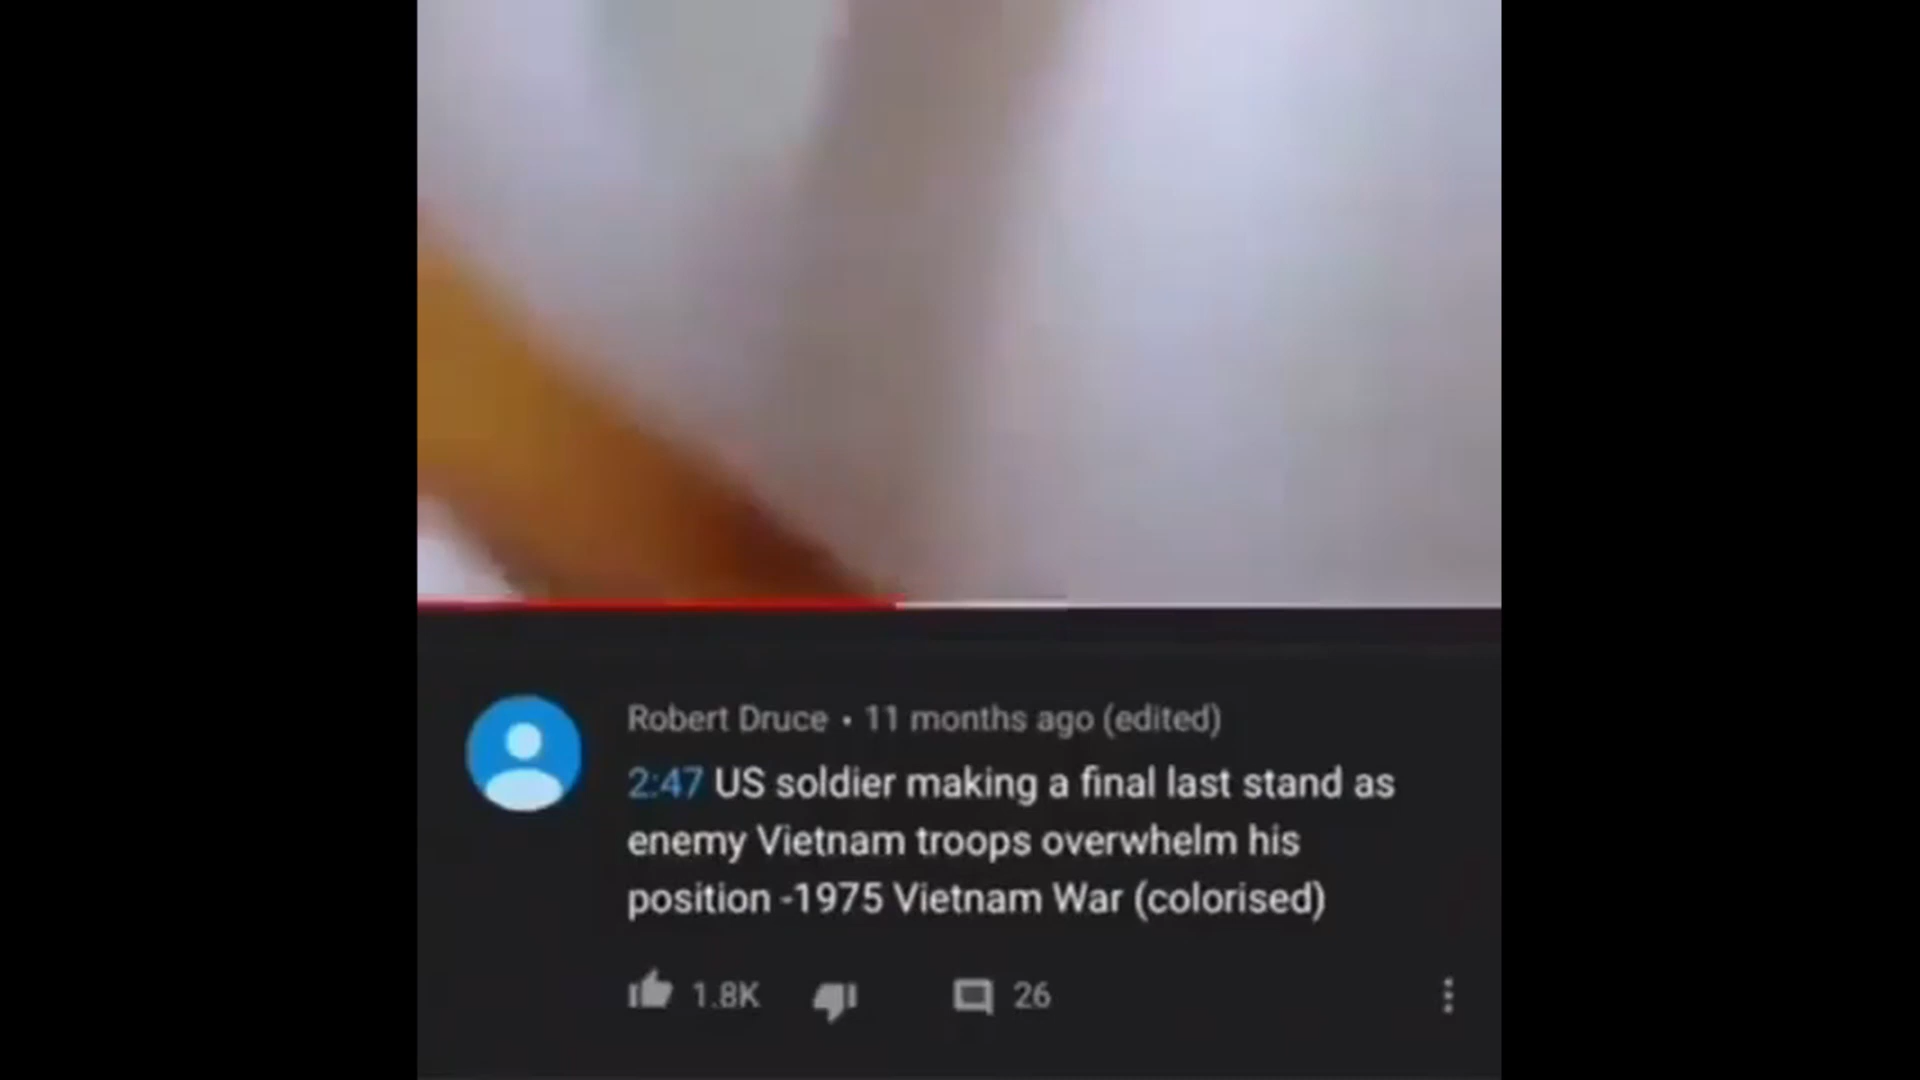 Robert Druce • 11 months ago (edited)
2:47 US soldier making a final last stand as
enemy Vietnam troops overwhelm his
position -1975 Vietnam War (colorised)
1.8K 26